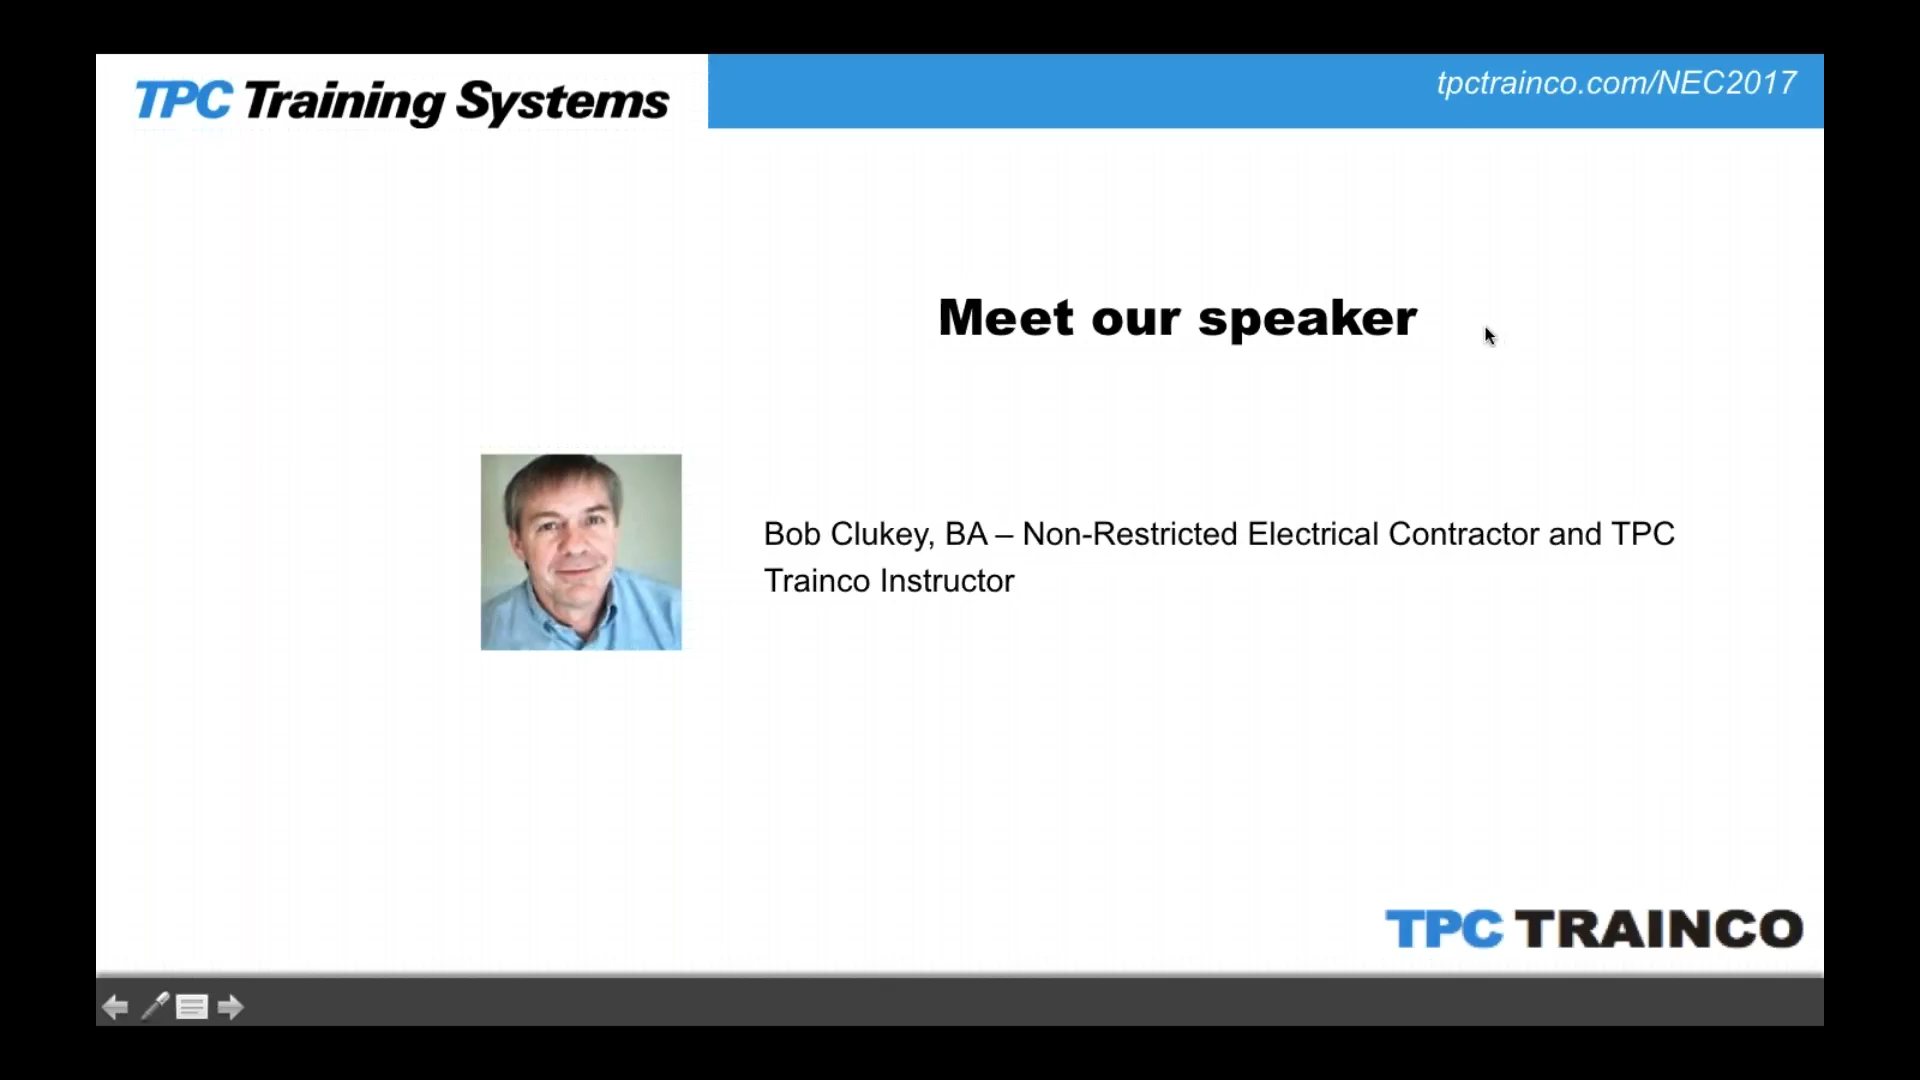 TPC Training Systems
tpctrainco.com/NEC2017
Meet our speaker
Bob Clukey, BA – Non-Restricted Electrical Contractor and TPC
Trainco Instructor
TPC TRAINCO